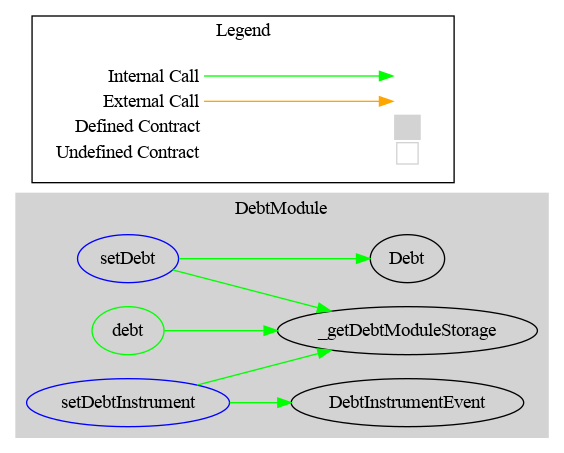 Legend
Internal Call
External Call
Defined Contract
Undefined Contract
DebtModule
setDebt
Debt
debt
_getDebtModuleStorage
setDebtInstrument
DebtInstrumentEvent